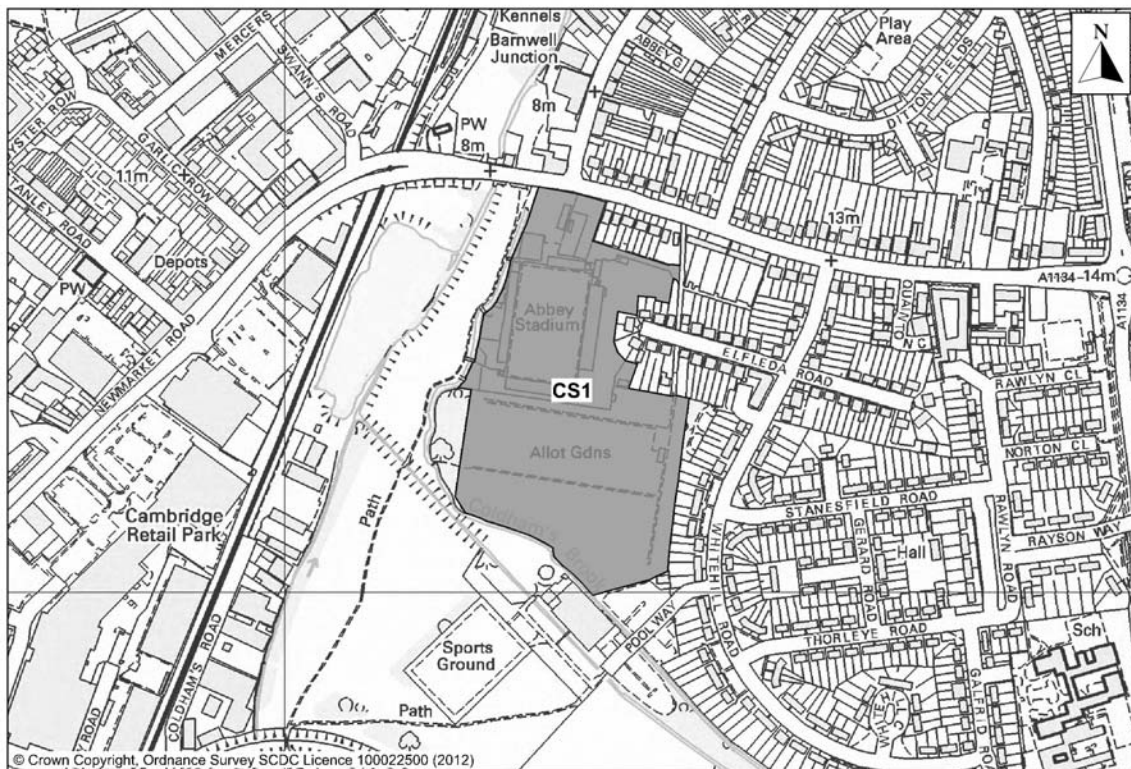 Kennels
Barnwell
Junction
MERCERS
SWANN'S ROAD
ABBEY G
Play
Area
DITTON FIELDS
N
8m
PW
8m
GARLIC ROW
11m
STANLEY ROAD
Depots
PW
NEWMARKET ROAD
13m
A1134
14m
A1134
QUAINTON C
Abbey
Stadium
ELFLEDA ROAD
CS1
RAWLYN CL
NORTON CL
Allot Gdns
STANESFIELD ROAD
Cambridge
Retail Park
Path
Coldham's Brook
WHITEHILL ROAD
GERARD ROAD
Hall
RAWLYN ROAD
RAYSON WAY
POOL WAY
THORLEYE ROAD
Sch
Sports
Ground
COLDHAM'S ROAD
Path
GALFRID RO
Y ROAD
© Crown Copyright, Ordnance Survey SCDC Licence 100022500 (2012)